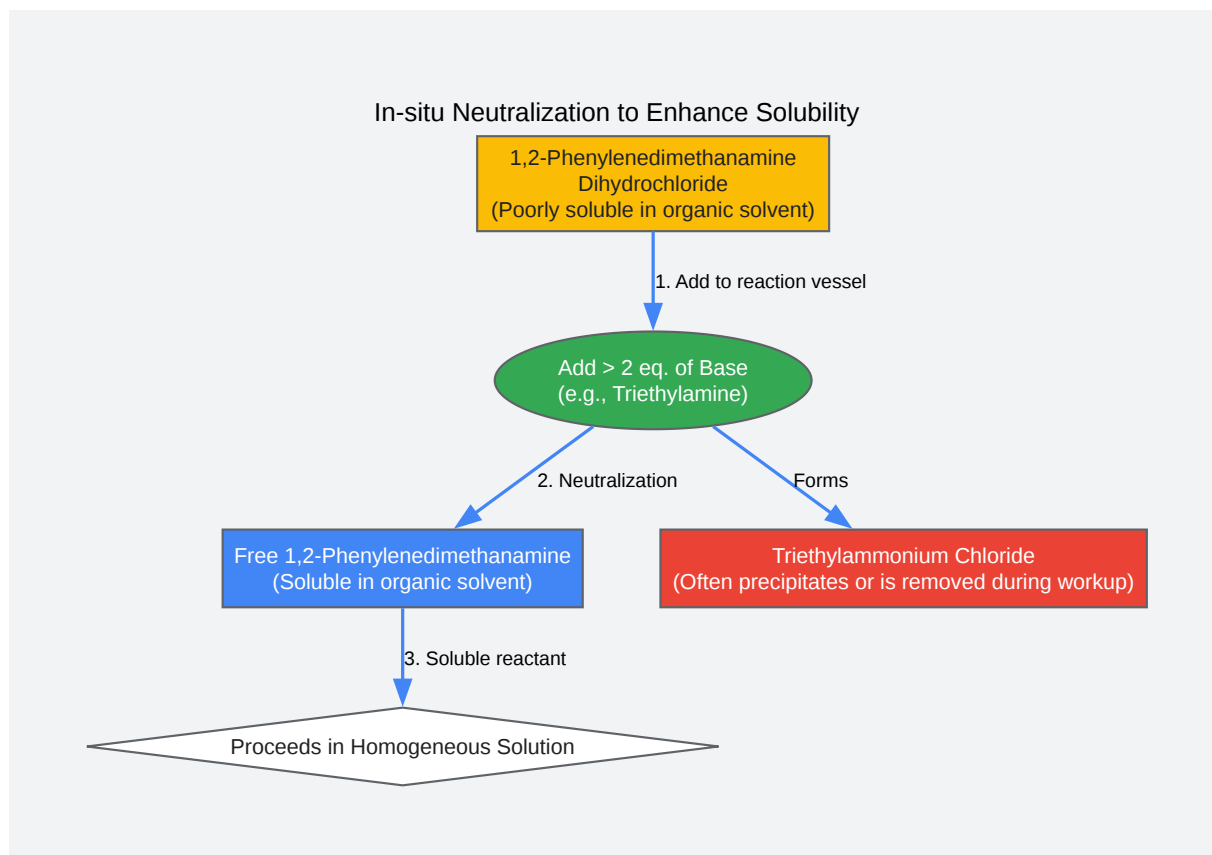 In-situ Neutralization to Enhance Solubility
1,2-Phenylenedimethanamine
Dihydrochloride
(Poorly soluble in organic solvent)
1. Add to reaction vessel
Add > 2 eq. of Base
(e.g., Triethylamine)
2. Neutralization
Forms
Free 1,2-Phenylenedimethanamine
(Soluble in organic solvent)
Triethylammonium Chloride
(Often precipitates or is removed during workup)
3. Soluble reactant
Proceeds in Homogeneous Solution